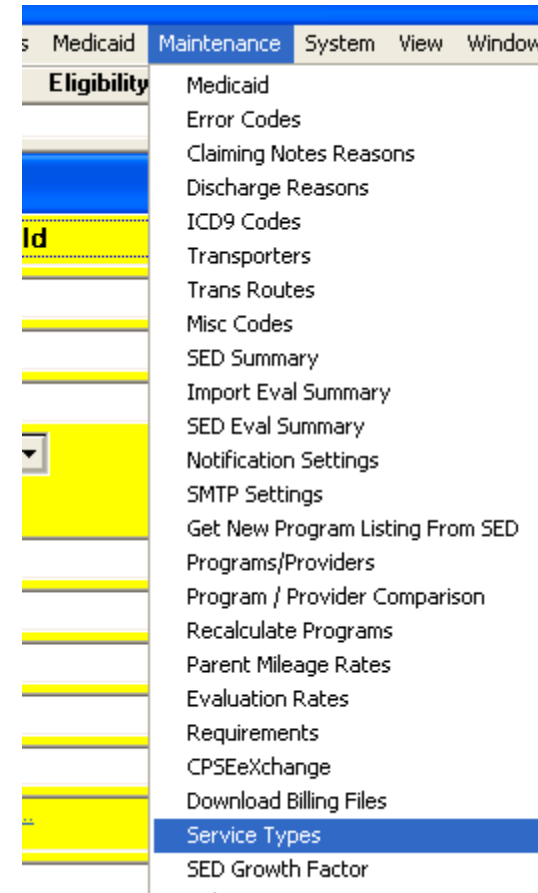 s Medicaid Maintenance System View Window
Eligibility
Medicaid
Error Codes
Claiming Notes Reasons
Discharge Reasons
ICD9 Codes
ld
Transporters
Trans Routes
Misc Codes
SED Summary
Import Eval Summary
SED Eval Summary
Notification Settings
SMTP Settings
Get New Program Listing From SED
Programs/Providers
Program / Provider Comparison
Recalculate Programs
Parent Mileage Rates
Evaluation Rates
Requirements
CPSEeXchange
Download Billing Files
Service Types
SED Growth Factor